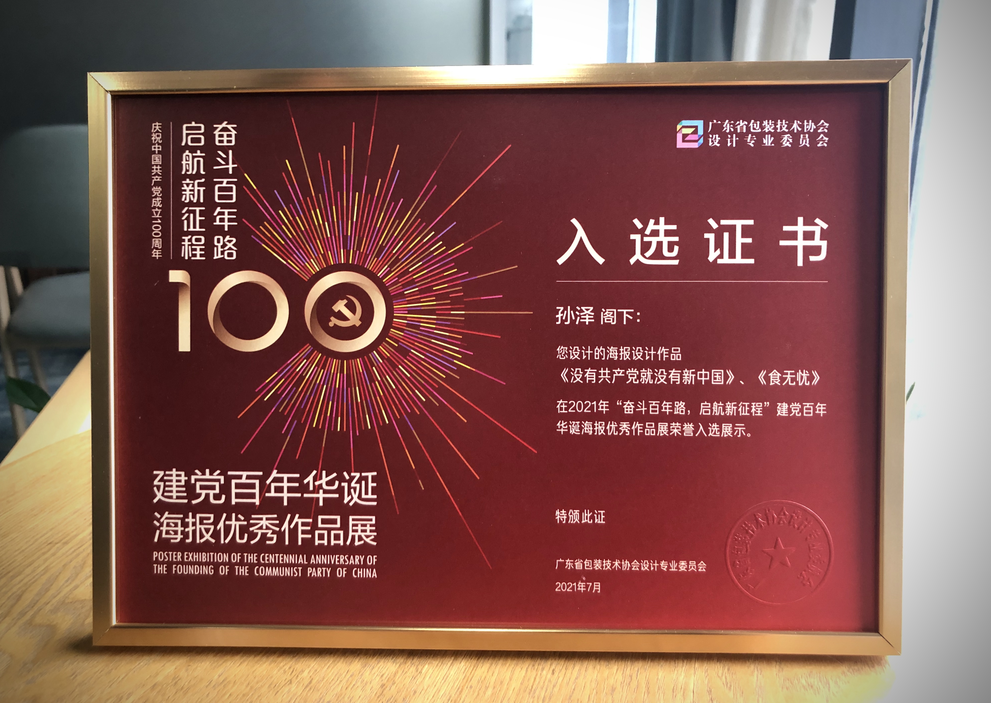 奋斗百年路
启航新征程
庆祝中国共产党成立100周年
100
建党百年华诞
海报优秀作品展
POSTER EXHIBITION OF THE CENTENNIAL ANNIVERSARY OF
THE FOUNDING OF THE COMMUNIST PARTY OF CHINA
广东省包装技术协会
设计专业委员会
入选证书
孙泽 阁下：
您设计的海报设计作品
《没有共产党就没有新中国》、《食无忧》
在2021年“奋斗百年路，启航新征程”建党百年
华诞海报优秀作品展荣誉入选展示。
特颁此证
广东省包装技术协会设计专业委员会
2021年7月